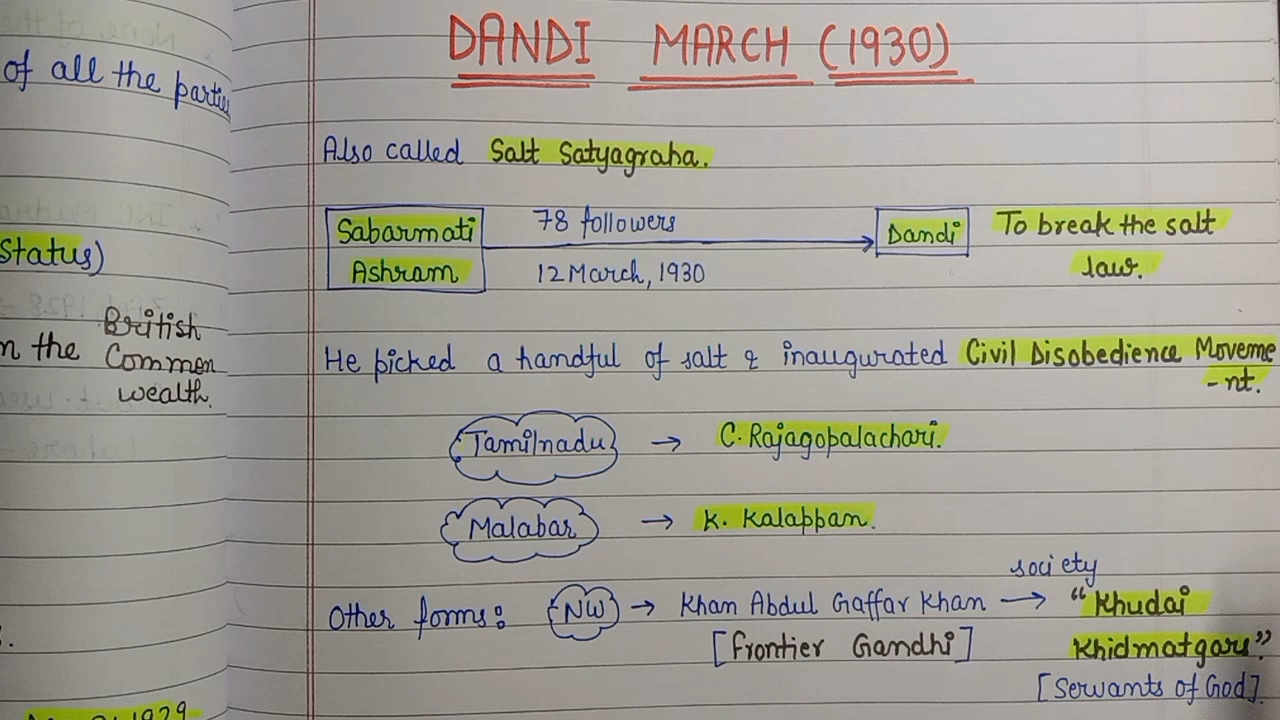 of all the parties
Status)
n the British
Common
wealth.
1929
DANDI MARCH (1930)
Also called Salt Satyagraha.
Sabarmati
Ashram
78 followers
12 March, 1930
Dandi
To break the salt
law.
He picked a handful of salt & inaugurated Civil Disobedience Moveme
-nt.
Tamilnadu → C. Rajagopalachari.
Malabar → K. Kalappan.
society
Other forms: NW → Khan Abdul Gaffar Khan → "Khudai
[Frontier Gandhi] Khidmatgars"
[Servants of God]